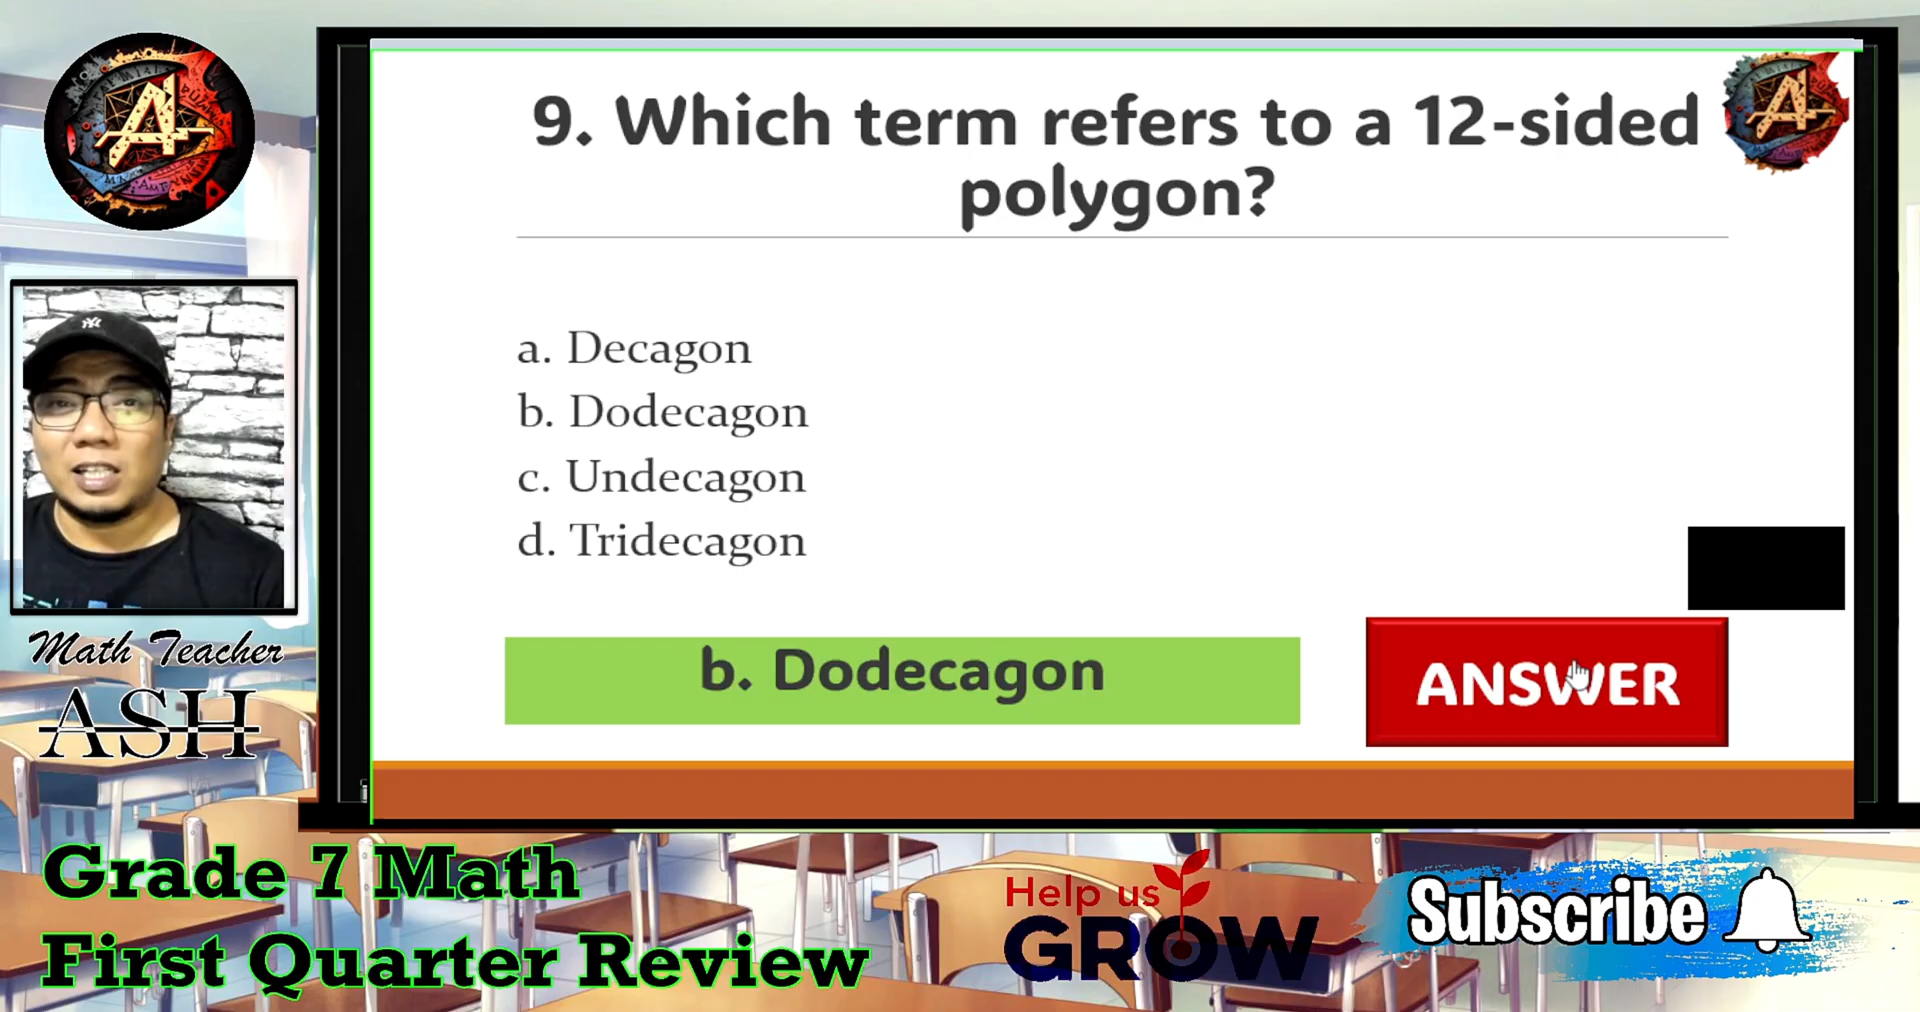 9. Which term refers to a 12-sided
polygon?
a. Decagon
b. Dodecagon
c. Undecagon
d. Tridecagon
b. Dodecagon
ANSWER
Math Teacher
ASH
Grade 7 Math
First Quarter Review
Help us
GROW
Subscribe